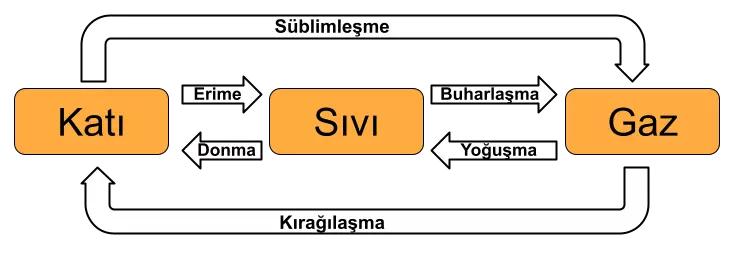 Süblimleşme
Erime
Buharlaşma
Katı
Sıvı
Gaz
Donma
Yoğuşma
Kırağılaşma